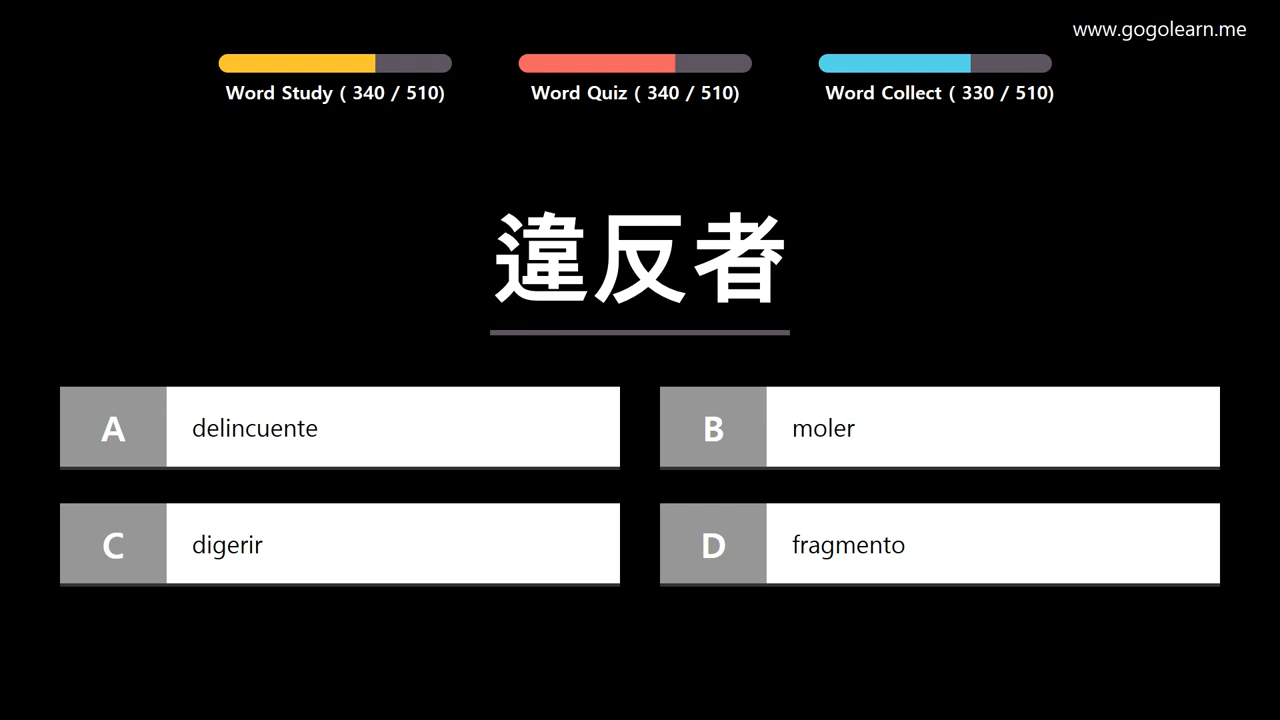 www.gogolearn.me
Word Study ( 340 / 510)
Word Quiz ( 340 / 510)
Word Collect ( 330 / 510)
違反者
A delincuente
B moler
C digerir
D fragmento